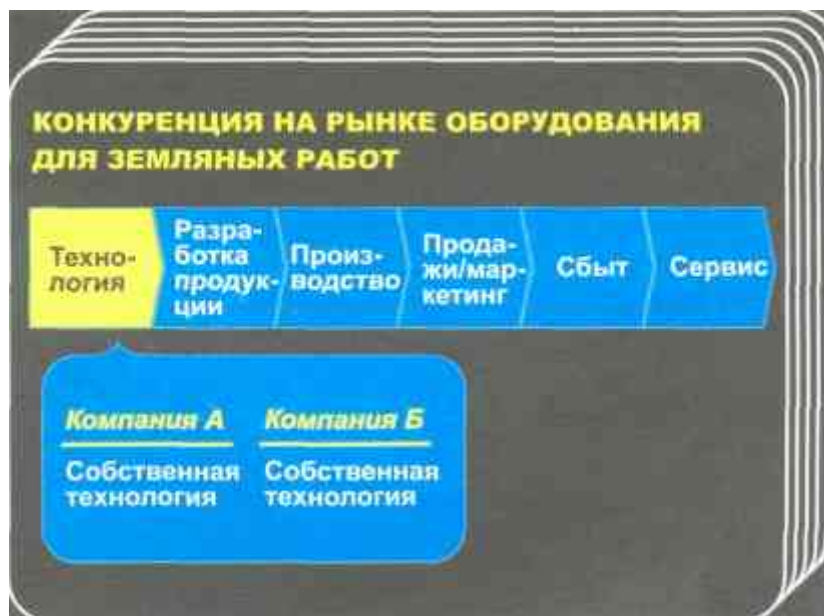 КОНКУРЕНЦИЯ НА РЫНКЕ ОБОРУДОВАНИЯ
ДЛЯ ЗЕМЛЯНЫХ РАБОТ
Техно-
логия
Разра-
ботка
продук-
ции
Произ-
водство
Прода-
жи/мар-
кетинг
Сбыт
Сервис
Компания А
Собственная
технология
Компания Б
Собственная
технология